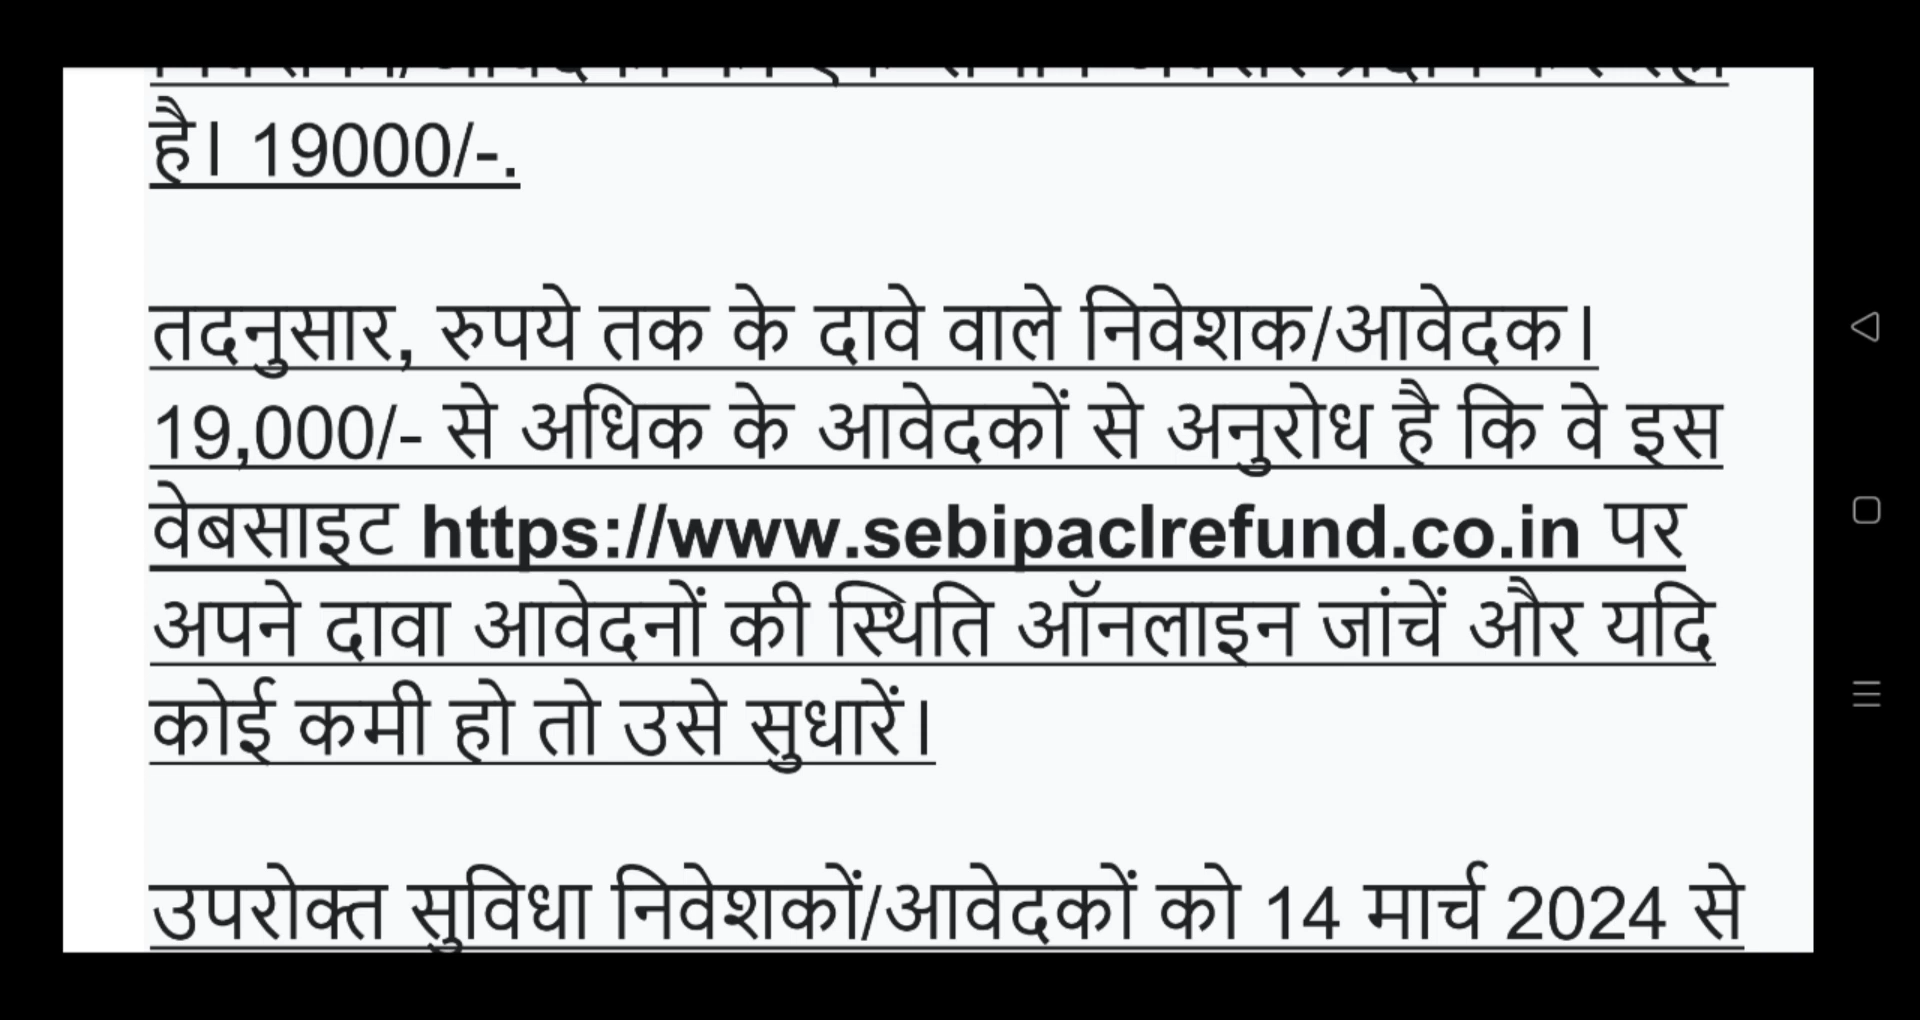 है। 19000/-.
तदनुसार, रुपये तक के दावे वाले निवेशक/आवेदक।
19,000/- से अधिक के आवेदकों से अनुरोध है कि वे इस
वेबसाइट https://www.sebipaclrefund.co.in पर
अपने दावा आवेदनों की स्थिति ऑनलाइन जांचें और यदि
कोई कमी हो तो उसे सुधारें।
उपरोक्त सुविधा निवेशकों/आवेदकों को 14 मार्च 2024 से